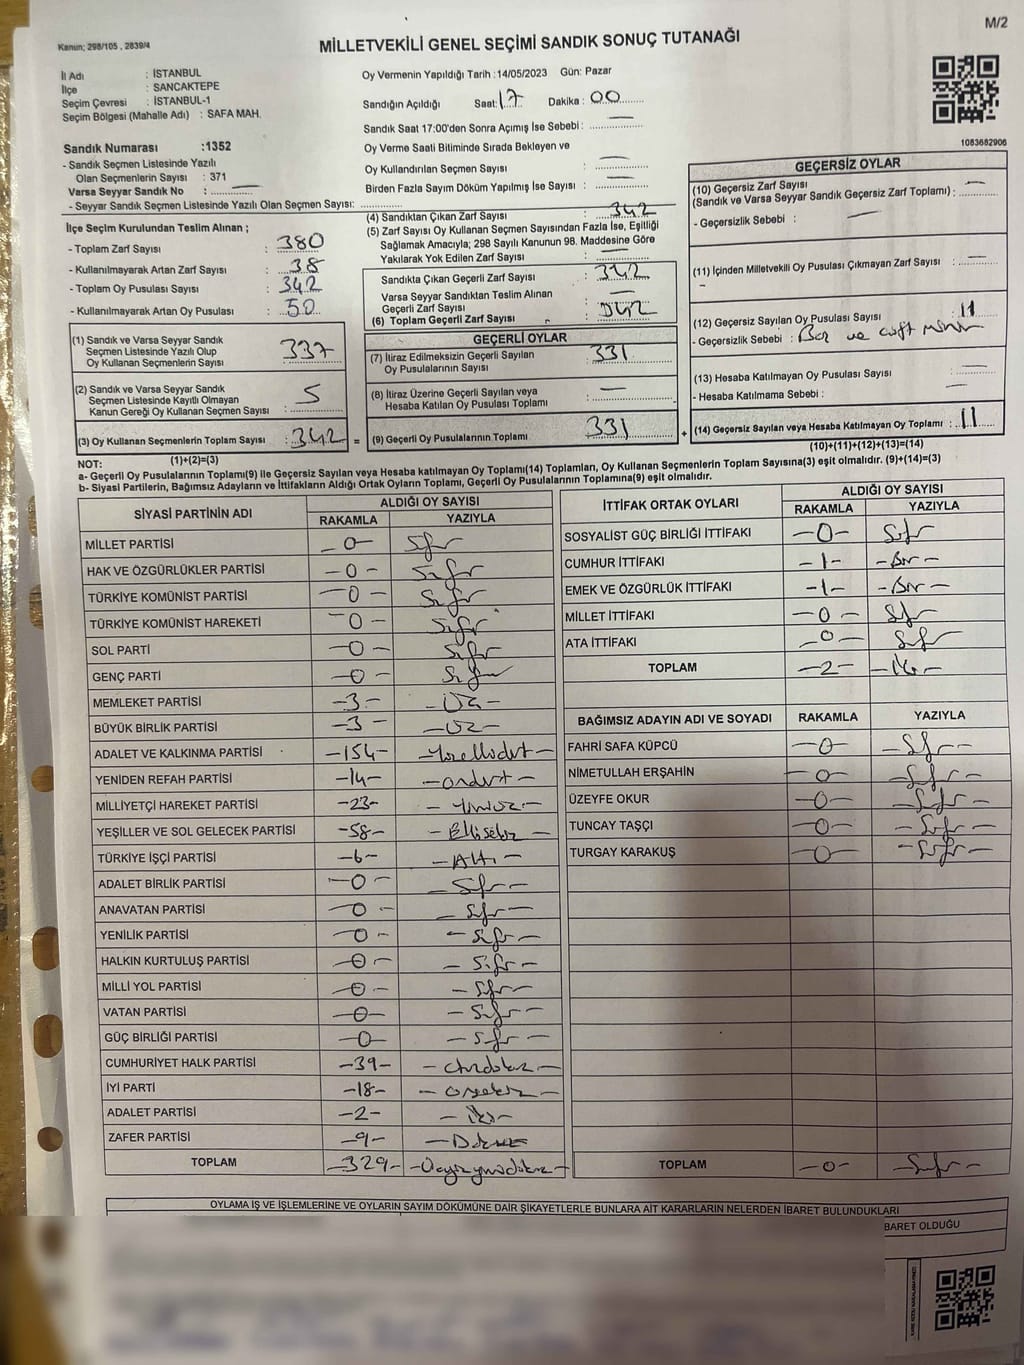 M/2
Kanun; 298/105 , 2839/4
MİLLETVEKİLİ GENEL SEÇİMİ SANDIK SONUÇ TUTANAĞI
İl Adı : İSTANBUL
İlçe : SANCAKTEPE
Seçim Çevresi : İSTANBUL-1
Seçim Bölgesi (Mahalle Adı) : SAFA MAH.
Oy Vermenin Yapıldığı Tarih :14/05/2023 Gün: Pazar
Sandığın Açıldığı Saat: 17 Dakika : 00
Sandık Saat 17:00'den Sonra Açımış İse Sebebi : —
Oy Verme Saati Bitiminde Sırada Bekleyen ve
Oy Kullandırılan Seçmen Sayısı : —
Birden Fazla Sayım Döküm Yapılmış İse Sayısı : —
1083682906
Sandık Numarası :1352
- Sandık Seçmen Listesinde Yazılı
Olan Seçmenlerin Sayısı : 371
Varsa Seyyar Sandık No : —
- Seyyar Sandık Seçmen Listesinde Yazılı Olan Seçmen Sayısı:
İlçe Seçim Kurulundan Teslim Alınan ;
- Toplam Zarf Sayısı : 380
- Kullanılmayarak Artan Zarf Sayısı : 38
- Toplam Oy Pusulası Sayısı : 342
- Kullanılmayarak Artan Oy Pusulası : 50
(4) Sandıktan Çıkan Zarf Sayısı : 342
(5) Zarf Sayısı Oy Kullanan Seçmen Sayısından Fazla İse, Eşitliği
Sağlamak Amacıyla; 298 Sayılı Kanunun 98. Maddesine Göre
Yakılarak Yok Edilen Zarf Sayısı : —
Sandıkta Çıkan Geçerli Zarf Sayısı : 342
Varsa Seyyar Sandıktan Teslim Alınan
Geçerli Zarf Sayısı : —
(6) Toplam Geçerli Zarf Sayısı : 342
GEÇERSİZ OYLAR
(10) Geçersiz Zarf Sayısı
(Sandık ve Varsa Seyyar Sandık Geçersiz Zarf Toplamı) : —
- Geçersizlik Sebebi : —
(11) İçinden Milletvekili Oy Pusulası Çıkmayan Zarf Sayısı : —
(12) Geçersiz Sayılan Oy Pusulası Sayısı : 11
- Geçersizlik Sebebi : Boş ve çift mühür
(13) Hesaba Katılmayan Oy Pusulası Sayısı : —
- Hesaba Katılmama Sebebi : —
(14) Geçersiz Sayılan veya Hesaba Katılmayan Oy Toplamı : 11
(10)+(11)+(12)+(13)=(14)
(1) Sandık ve Varsa Seyyar Sandık
Seçmen Listesinde Yazılı Olup
Oy Kullanan Seçmenlerin Sayısı : 337
(2) Sandık ve Varsa Seyyar Sandık
Seçmen Listesinde Kayıtlı Olmayan
Kanun Gereği Oy Kullanan Seçmen Sayısı : 5
(3) Oy Kullanan Seçmenlerin Toplam Sayısı : 342 =
(1)+(2)=(3)
GEÇERLİ OYLAR
(7) İtiraz Edilmeksizin Geçerli Sayılan
Oy Pusulalarının Sayısı : 331
(8) İtiraz Üzerine Geçerli Sayılan veya
Hesaba Katılan Oy Pusulası Toplamı : —
(9) Geçerli Oy Pusulalarının Toplamı : 331 +
NOT:
a- Geçerli Oy Pusulalarının Toplamı(9) ile Geçersiz Sayılan veya Hesaba katılmayan Oy Toplamı(14) Toplamları, Oy Kullanan Seçmenlerin Toplam Sayısına(3) eşit olmalıdır. (9)+(14)=(3)
b- Siyasi Partilerin, Bağımsız Adayların ve İttifakların Aldığı Ortak Oyların Toplamı, Geçerli Oy Pusulalarının Toplamına(9) eşit olmalıdır.
SİYASİ PARTİNİN ADI ALDIĞI OY SAYISI
RAKAMLA YAZIYLA
MİLLET PARTİSİ -0- Sıfır
HAK VE ÖZGÜRLÜKLER PARTİSİ -0- Sıfır
TÜRKİYE KOMÜNİST PARTİSİ -0- Sıfır
TÜRKİYE KOMÜNİST HAREKETİ -0- Sıfır
SOL PARTİ -0- Sıfır
GENÇ PARTİ -0- Sıfır
MEMLEKET PARTİSİ -3- -Üç-
BÜYÜK BİRLİK PARTİSİ -3- -Üç-
ADALET VE KALKINMA PARTİSİ -154- -Yüzellidört-
YENİDEN REFAH PARTİSİ -14- -ondört-
MİLLİYETÇİ HAREKET PARTİSİ -23- -Yirmiüç-
YEŞİLLER VE SOL GELECEK PARTİSİ -58- -Ellisekiz-
TÜRKİYE İŞÇİ PARTİSİ -6- -Altı-
ADALET BİRLİK PARTİSİ -0- -Sıfır-
ANAVATAN PARTİSİ -0- -Sıfır-
YENİLİK PARTİSİ -0- -Sıfır-
HALKIN KURTULUŞ PARTİSİ -0- -Sıfır-
MİLLİ YOL PARTİSİ -0- -Sıfır-
VATAN PARTİSİ -0- -Sıfır-
GÜÇ BİRLİĞİ PARTİSİ -0- -Sıfır-
CUMHURİYET HALK PARTİSİ -39- -otuzdokuz-
İYİ PARTİ -18- -onsekiz-
ADALET PARTİSİ -2- -iki-
ZAFER PARTİSİ -9- -Dokuz
TOPLAM -329- -Üçyüzyirmidokuz-
İTTİFAK ORTAK OYLARI ALDIĞI OY SAYISI
RAKAMLA YAZIYLA
SOSYALİST GÜÇ BİRLİĞİ İTTİFAKI -0- Sıfır
CUMHUR İTTİFAKI -1- -Bir-
EMEK VE ÖZGÜRLÜK İTTİFAKI -1- -Bir-
MİLLET İTTİFAKI -0- Sıfır
ATA İTTİFAKI -0- Sıfır
TOPLAM -2- -İki-
BAĞIMSIZ ADAYIN ADI VE SOYADI RAKAMLA YAZIYLA
FAHRİ SAFA KÜPCÜ -0- -Sıfır-
NİMETULLAH ERŞAHİN -0- -Sıfır-
ÜZEYFE OKUR -0- -Sıfır-
TUNCAY TAŞÇI -0- -Sıfır-
TURGAY KARAKUŞ -0- -Sıfır-
TOPLAM -0- -Sıfır-
OYLAMA İŞ VE İŞLEMLERİNE VE OYLARIN SAYIM DÖKÜMÜNE DAİR ŞİKAYETLERLE BUNLARA AİT KARARLARIN NELERDEN İBARET BULUNDUKLARI
BARET OLDUĞU